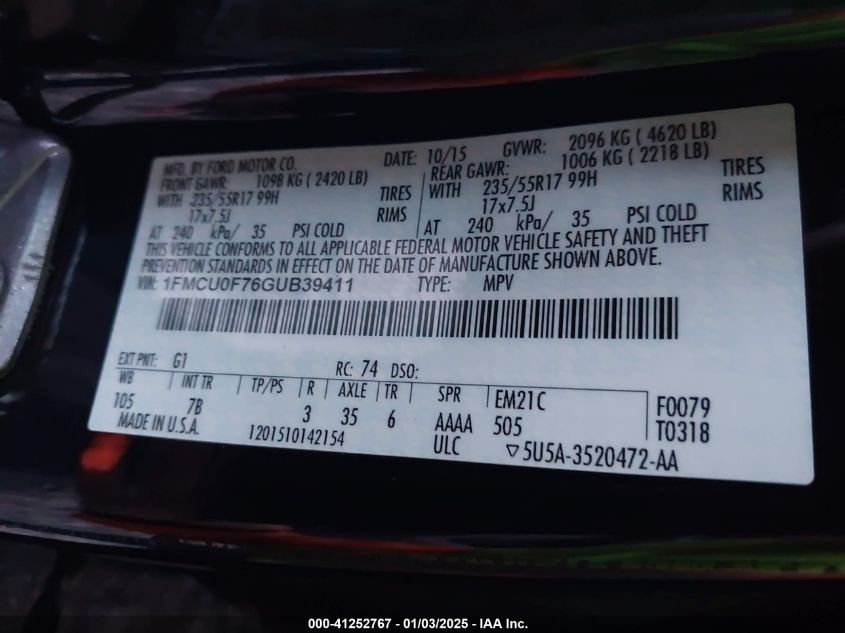 MFD. BY FORD MOTOR CO. DATE: 10/15 GVWR: 2096 KG ( 4620 LB)
FRONT GAWR: 1098 KG ( 2420 LB) REAR GAWR: 1006 KG ( 2218 LB)
WITH 235/55R17 99H TIRES WITH 235/55R17 99H TIRES
17x7.5J RIMS 17x7.5J RIMS
AT 240 kPa/ 35 PSI COLD AT 240 kPa/ 35 PSI COLD
THIS VEHICLE CONFORMS TO ALL APPLICABLE FEDERAL MOTOR VEHICLE SAFETY AND THEFT
PREVENTION STANDARDS IN EFFECT ON THE DATE OF MANUFACTURE SHOWN ABOVE.
VIN: 1FMCU0F76GUB39411 TYPE: MPV
EXT PNT: G1 RC: 74 DSO:
WB INT TR TP/PS R AXLE TR SPR EM21C F0079
105 7B 3 35 6 AAAA 505 T0318
MADE IN U.S.A. 1201510142154 ULC ▽5U5A-3520472-AA
000-41252767 - 01/03/2025 - IAA Inc.